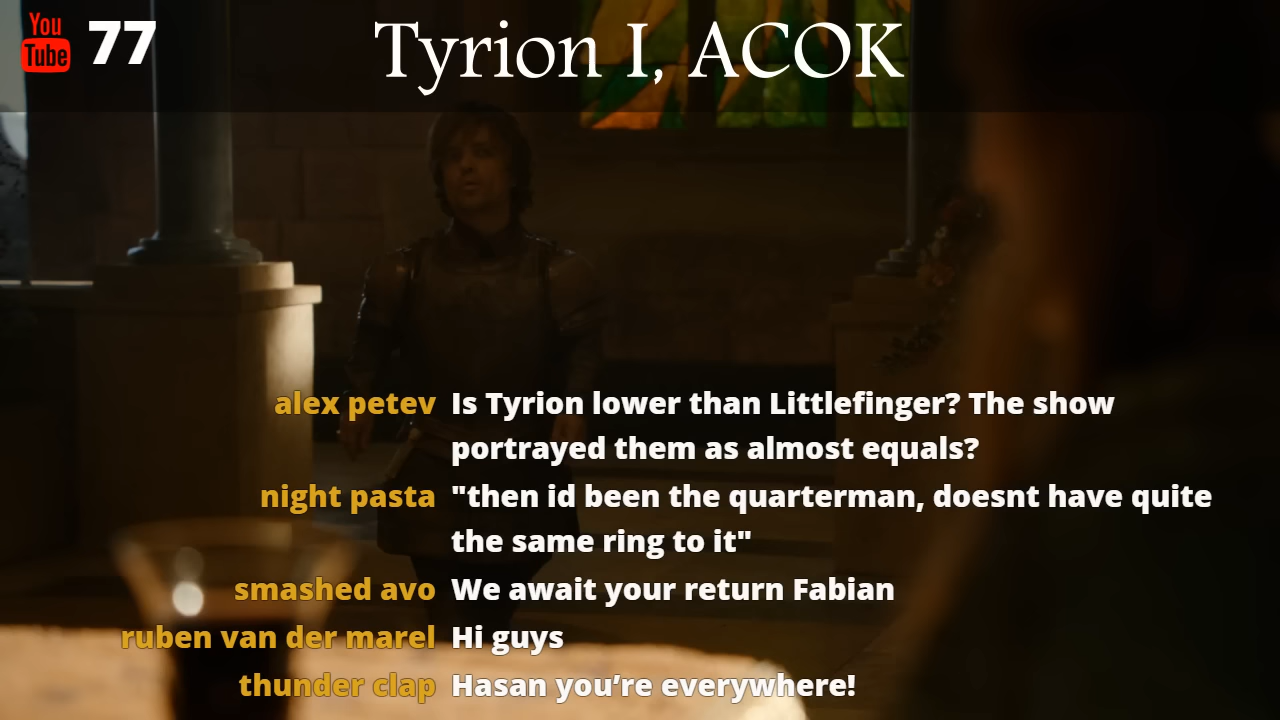 You
Tube
77
Tyrion I, ACOK
alex petev Is Tyrion lower than Littlefinger? The show
portrayed them as almost equals?
night pasta "then id been the quarterman, doesnt have quite
the same ring to it"
smashed avo We await your return Fabian
ruben van der marel Hi guys
thunder clap Hasan you’re everywhere!